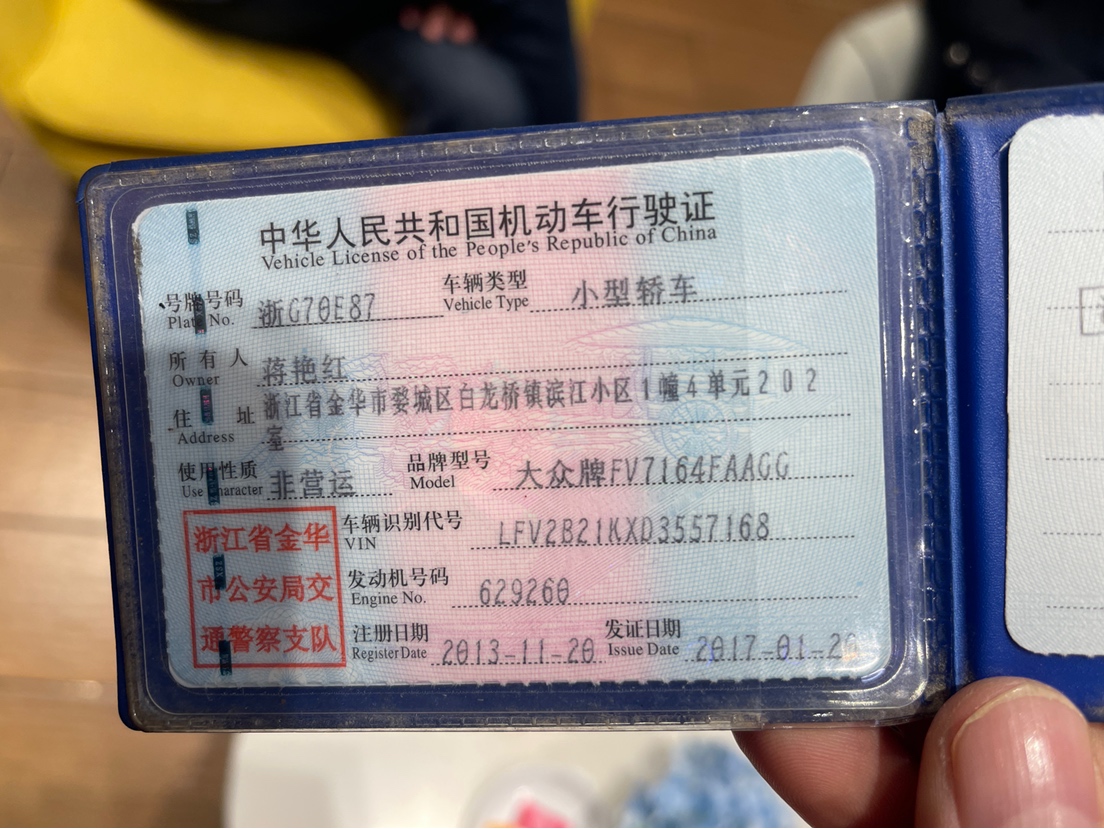 中华人民共和国机动车行驶证
Vehicle License of the People's Republic of China
号牌号码 浙G70E87 车辆类型 小型轿车
Plate No. Vehicle Type
所有人 蒋艳红
Owner
住址 浙江省金华市婺城区白龙桥镇滨江小区1幢4单元202
Address 室
使用性质 非营运 品牌型号 大众牌FV7164FAAGG
Use Character Model
浙江省金华
市公安局交
通警察支队
车辆识别代号 LFV2B21KXD3557168
VIN
发动机号码 629260
Engine No.
注册日期 2013-11-20 发证日期 2017-01-20
Register Date Issue Date